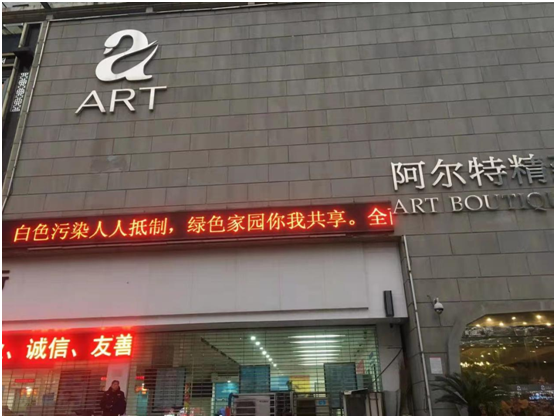 a
ART
阿尔特精
ART BOUTIQU
白色污染人人抵制，绿色家园你我共享。全
、诚信、友善